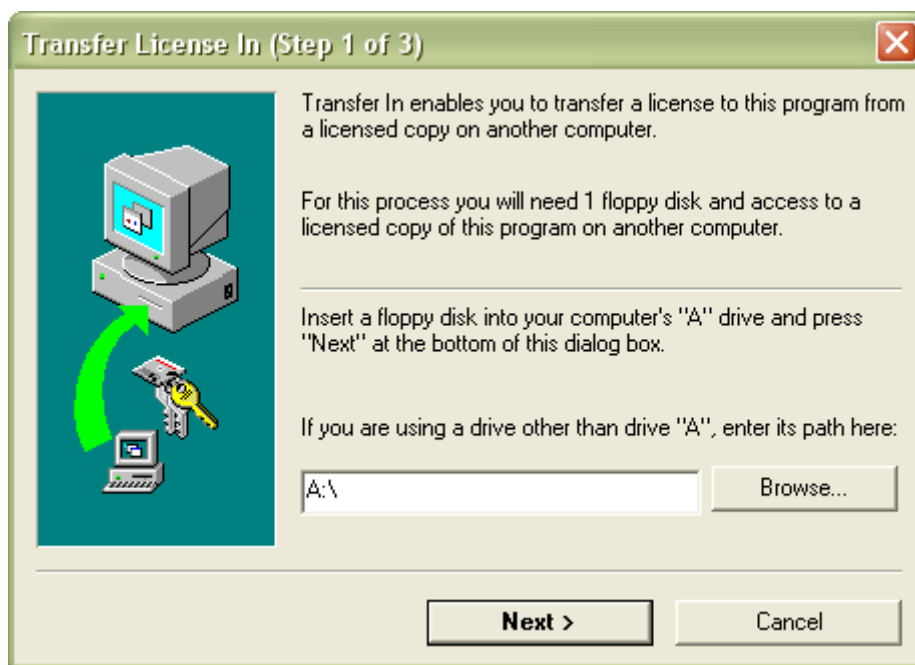 Transfer License In (Step 1 of 3)
Transfer In enables you to transfer a license to this program from
a licensed copy on another computer.
For this process you will need 1 floppy disk and access to a
licensed copy of this program on another computer.
Insert a floppy disk into your computer's "A" drive and press
"Next" at the bottom of this dialog box.
If you are using a drive other than drive "A", enter its path here:
A:\
Browse...
Next >
Cancel